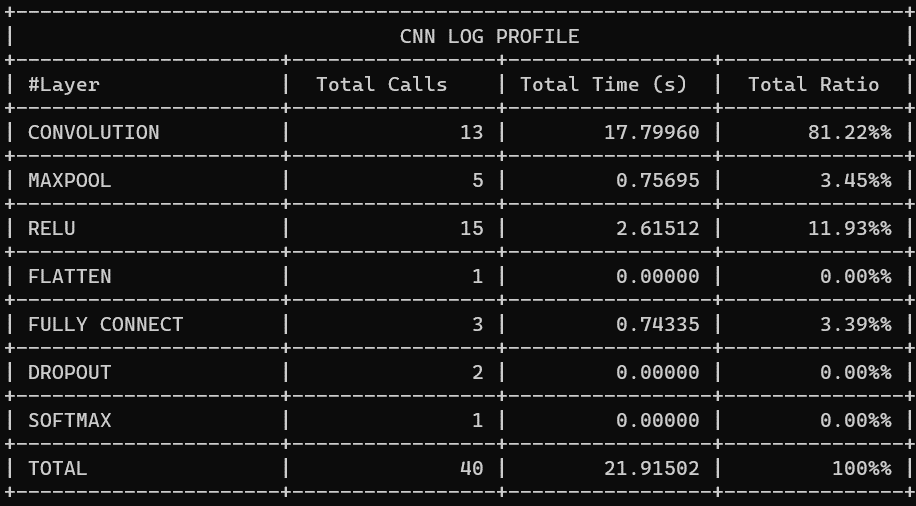 CNN LOG PROFILE
#Layer | Total Calls | Total Time (s) | Total Ratio
CONVOLUTION | 13 | 17.79960 | 81.22%%
MAXPOOL | 5 | 0.75695 | 3.45%%
RELU | 15 | 2.61512 | 11.93%%
FLATTEN | 1 | 0.00000 | 0.00%%
FULLY CONNECT | 3 | 0.74335 | 3.39%%
DROPOUT | 2 | 0.00000 | 0.00%%
SOFTMAX | 1 | 0.00000 | 0.00%%
TOTAL | 40 | 21.91502 | 100%%